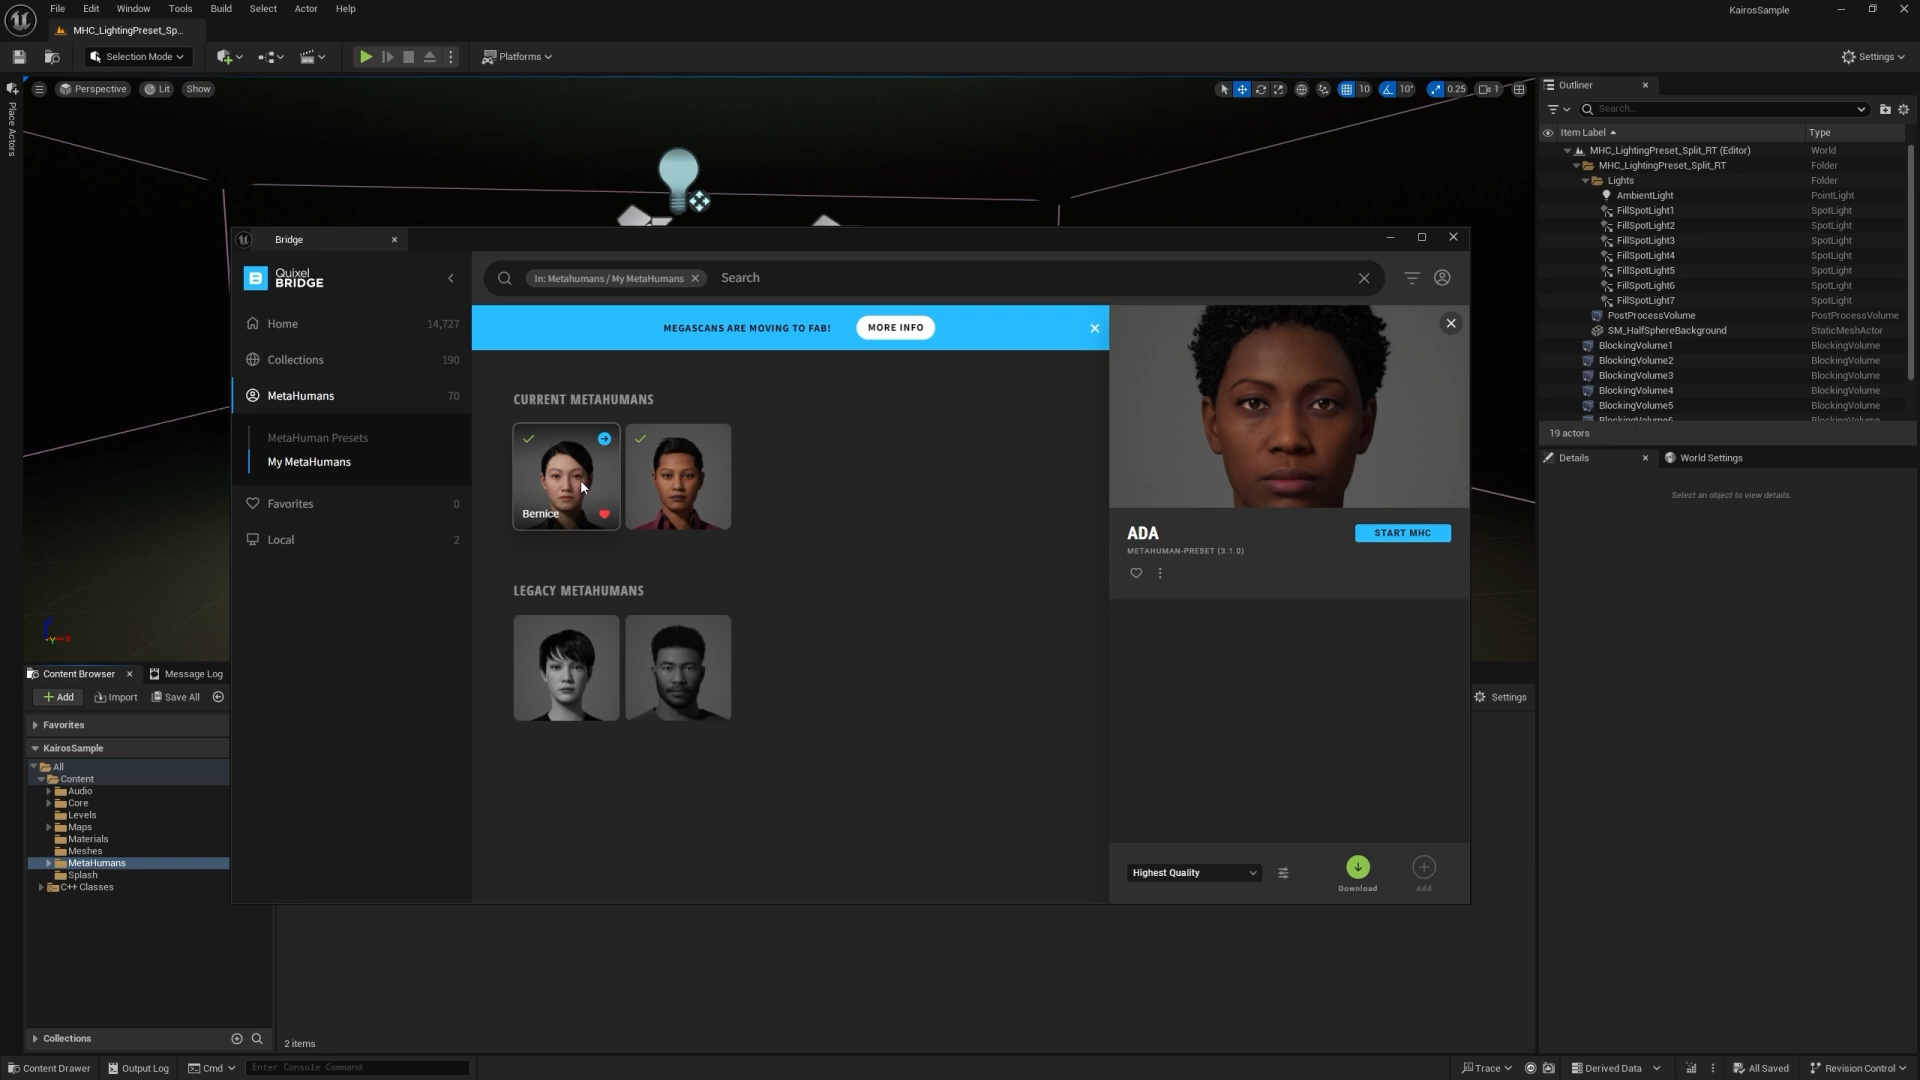 File Edit Window Tools Build Select Actor Help
KairosSample
MHC_LightingPreset_Sp...
Selection Mode
Platforms
Settings
Place Actors
Perspective Lit Show
10 10° 0.25 1
Outliner
Search...
Item Label Type
MHC_LightingPreset_Split_RT (Editor) World
MHC_LightingPreset_Split_RT Folder
Lights Folder
AmbientLight PointLight
FillSpotLight1 SpotLight
FillSpotLight2 SpotLight
FillSpotLight3 SpotLight
FillSpotLight4 SpotLight
FillSpotLight5 SpotLight
FillSpotLight6 SpotLight
FillSpotLight7 SpotLight
PostProcessVolume PostProcessVolume
SM_HalfSphereBackground StaticMeshActor
BlockingVolume1 BlockingVolume
BlockingVolume2 BlockingVolume
BlockingVolume3 BlockingVolume
BlockingVolume4 BlockingVolume
BlockingVolume5 BlockingVolume
19 actors
Details World Settings
Select an object to view details.
Bridge
Quixel
BRIDGE
Home 14,727
Collections 190
MetaHumans 70
MetaHuman Presets
My MetaHumans
Favorites 0
Local 2
In: Metahumans / My MetaHumans Search
MEGASCANS ARE MOVING TO FAB! MORE INFO
CURRENT METAHUMANS
Bernice
LEGACY METAHUMANS
ADA
START MHC
METAHUMAN-PRESET (3.1.0)
Highest Quality
Download
Add
Content Browser Message Log
Add Import Save All
Settings
Favorites
KairosSample
All
Content
Audio
Core
Levels
Maps
Materials
Meshes
MetaHumans
Splash
C++ Classes
Collections
2 items
Content Drawer Output Log Cmd Enter Console Command
Trace Derived Data All Saved Revision Control